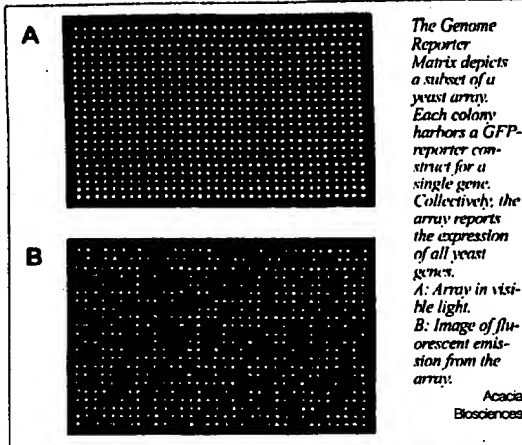 A
B
The Genome
Reporter
Matrix depicts
a subset of a
yeast array.
Each colony
harbors a GFP-
reporter con-
struct for a
single gene.
Collectively, the
array reports
the expression
of all yeast
genes.
A: Array in visi-
ble light.
B: Image of flu-
orescent emis-
sion from the
array.
Acacia
Biosciences